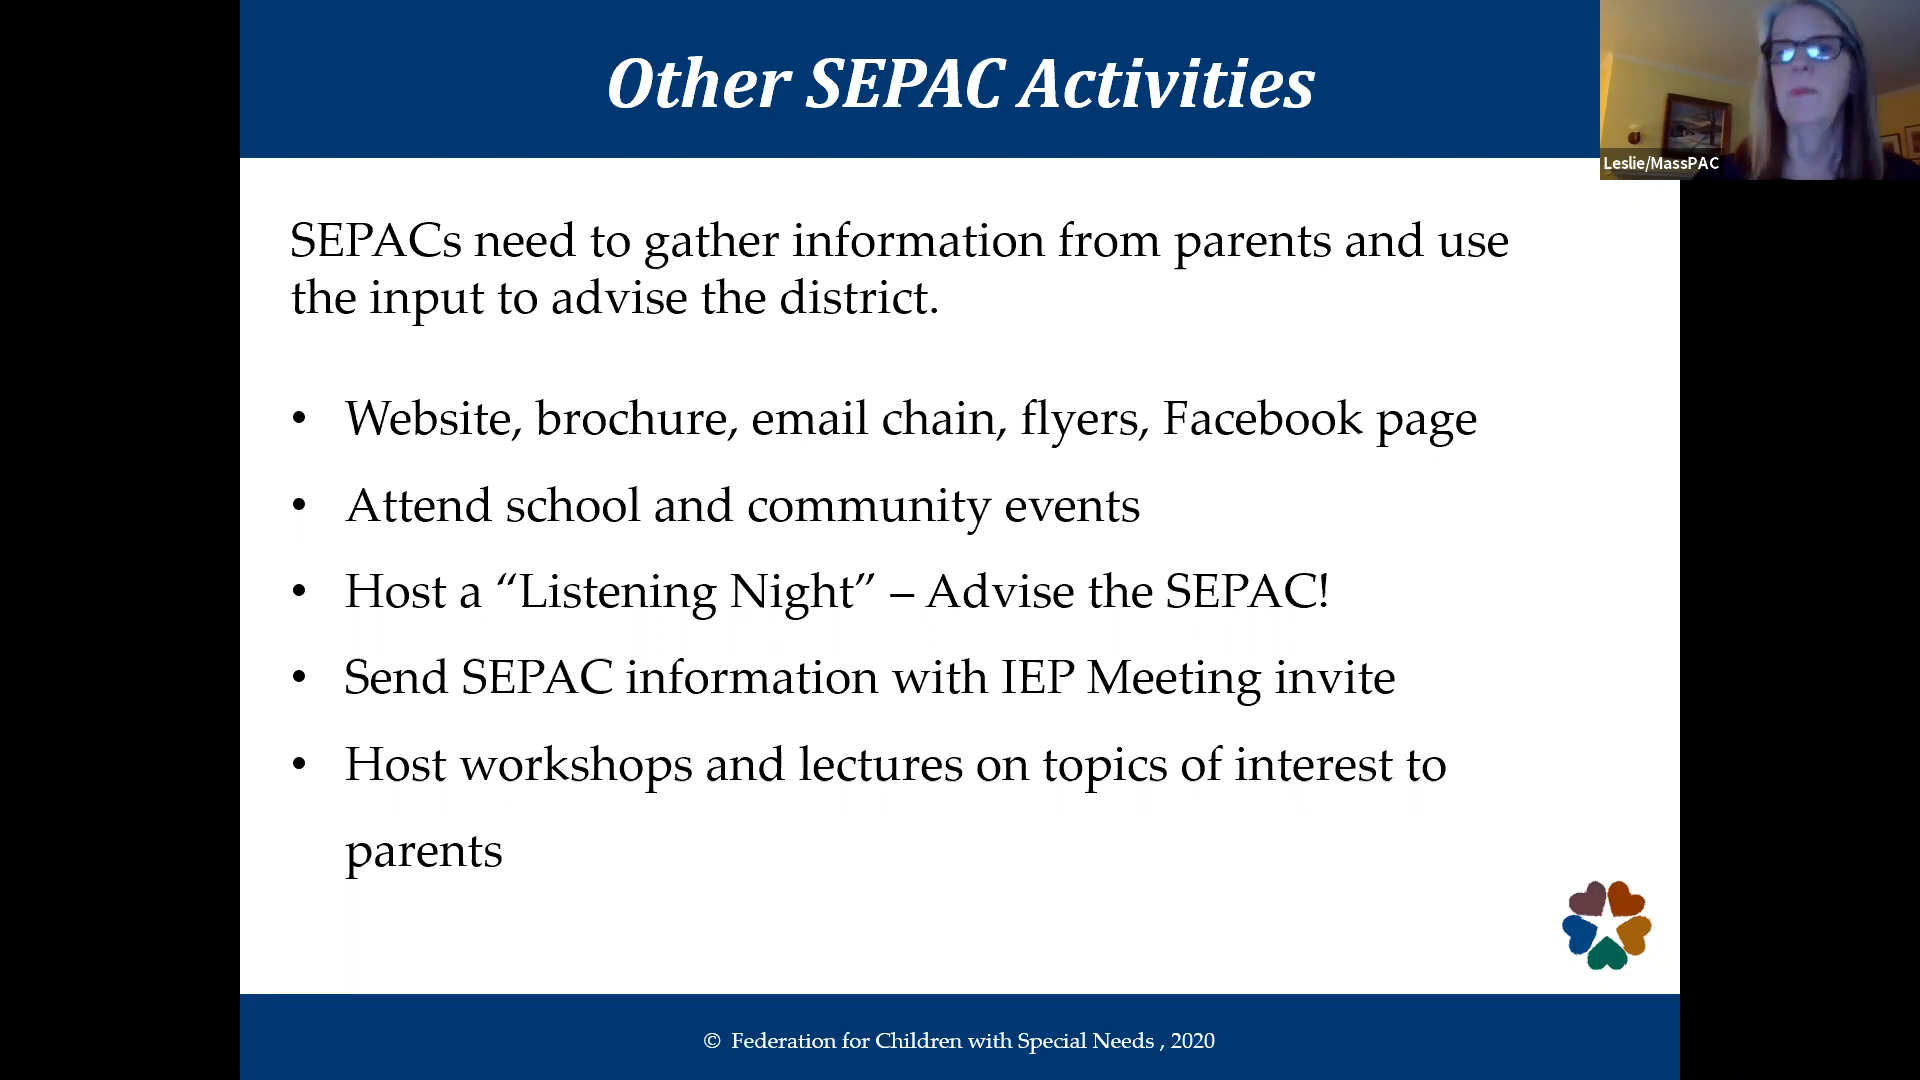 Other SEPAC Activities
Leslie/MassPAC
SEPACs need to gather information from parents and use
the input to advise the district.
• Website, brochure, email chain, flyers, Facebook page
• Attend school and community events
• Host a “Listening Night” – Advise the SEPAC!
• Send SEPAC information with IEP Meeting invite
• Host workshops and lectures on topics of interest to
parents
© Federation for Children with Special Needs , 2020